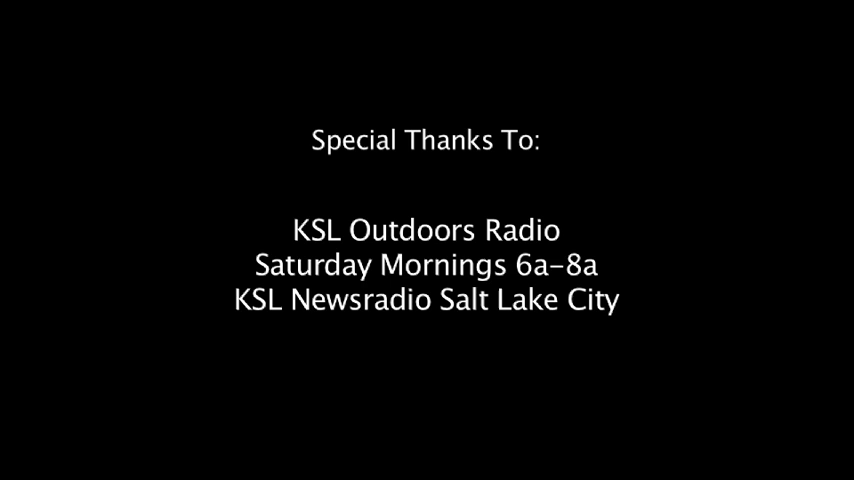 Special Thanks To:
KSL Outdoors Radio
Saturday Mornings 6a-8a
KSL Newsradio Salt Lake City